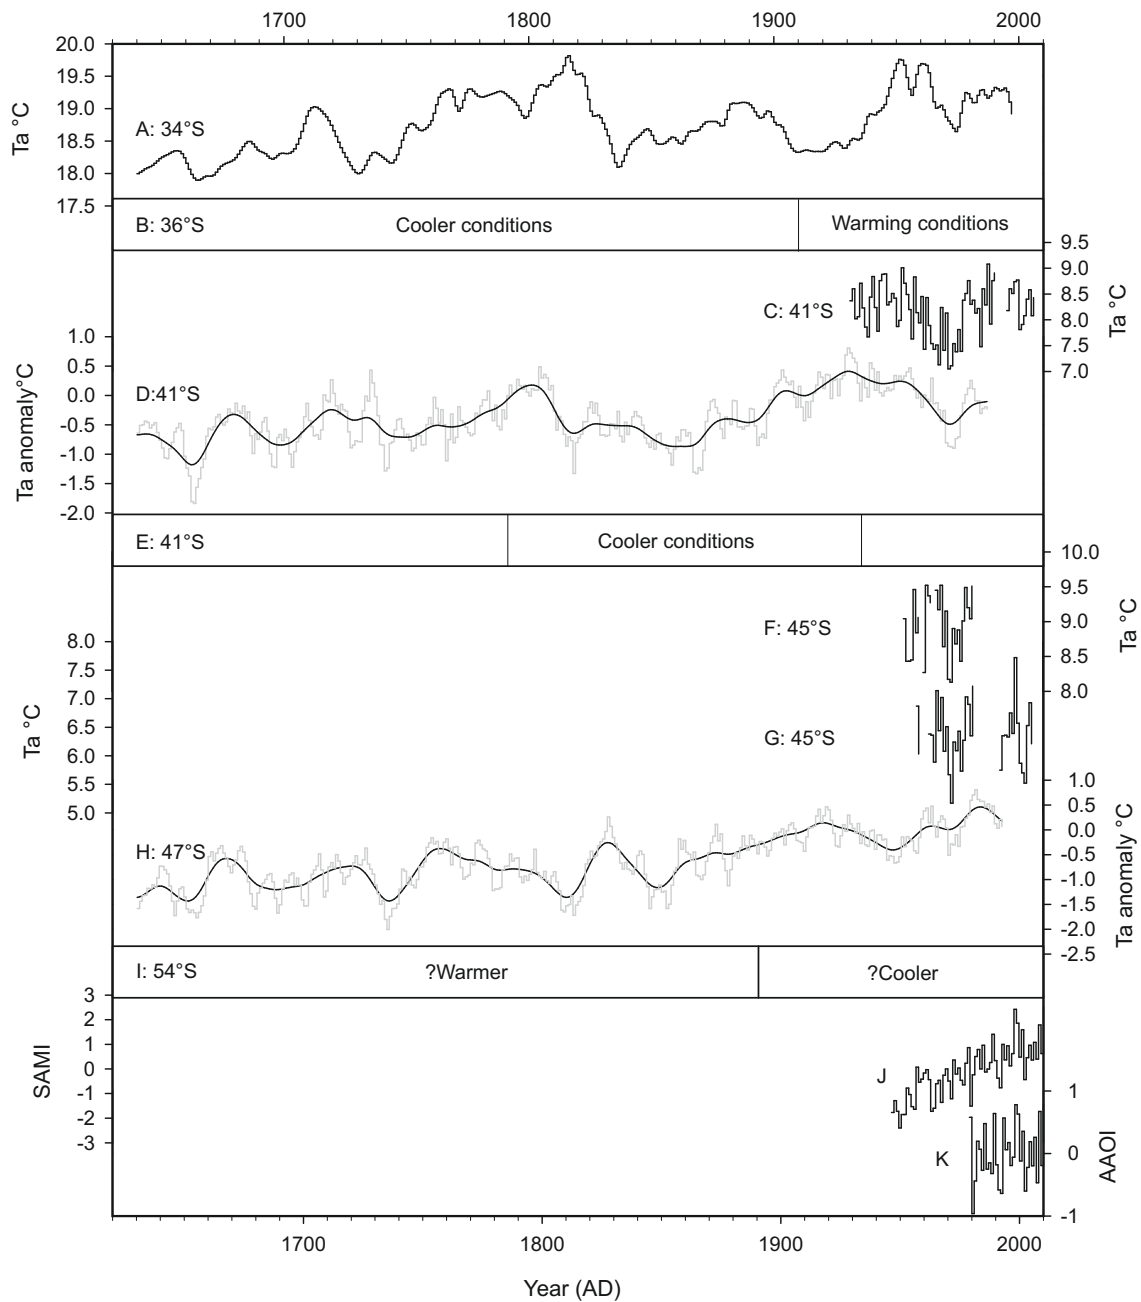 1700 1800 1900 2000
20.0
19.5
19.0
18.5
18.0
17.5
Ta °C
A: 34°S
B: 36°S Cooler conditions Warming conditions
9.5
9.0
8.5
8.0
7.5
7.0
Ta °C
C: 41°S
1.0
0.5
0.0
-0.5
-1.0
-1.5
-2.0
Ta anomaly°C
D:41°S
E: 41°S Cooler conditions
10.0
9.5
9.0
8.5
8.0
Ta °C
F: 45°S
8.0
7.5
7.0
6.5
6.0
5.5
5.0
Ta °C
G: 45°S
1.0
0.5
0.0
-0.5
-1.0
-1.5
-2.0
-2.5
Ta anomaly °C
H: 47°S
I: 54°S ?Warmer ?Cooler
3
2
1
0
-1
-2
-3
SAMI
J
1
0
-1
AAOI
K
1700 1800 1900 2000
Year (AD)